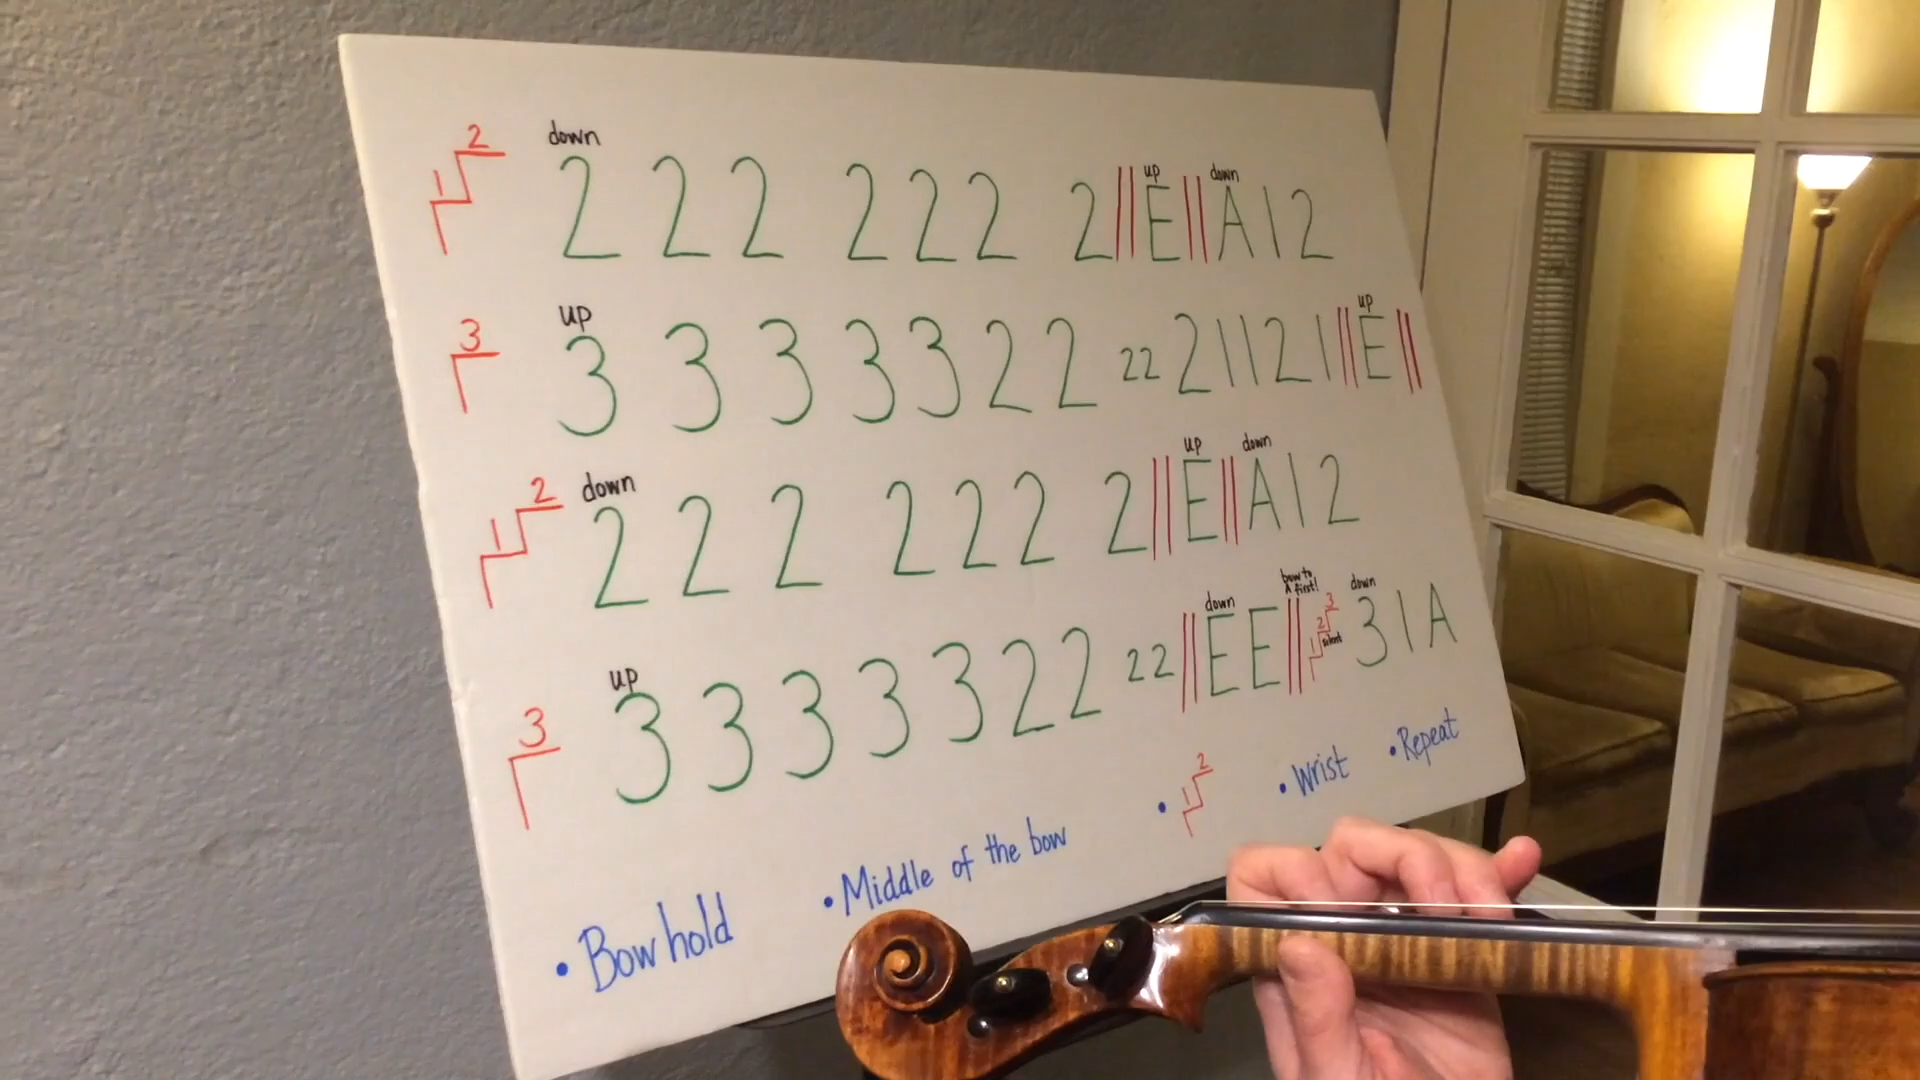 1 2 down 2 2 2 2 2 2 2 || up E || down A 1 2
3 up 3 3 3 3 3 2 2 22 2 1 1 2 1 || up E ||
1 2 down 2 2 2 2 2 2 2 || up E || down A 1 2
3 up 3 3 3 3 3 2 2 22 || down E E || bow to A first! 1 2 silent 3 down 3 1 A
• Bow hold • Middle of the bow • 1 2 • Wrist • Repeat